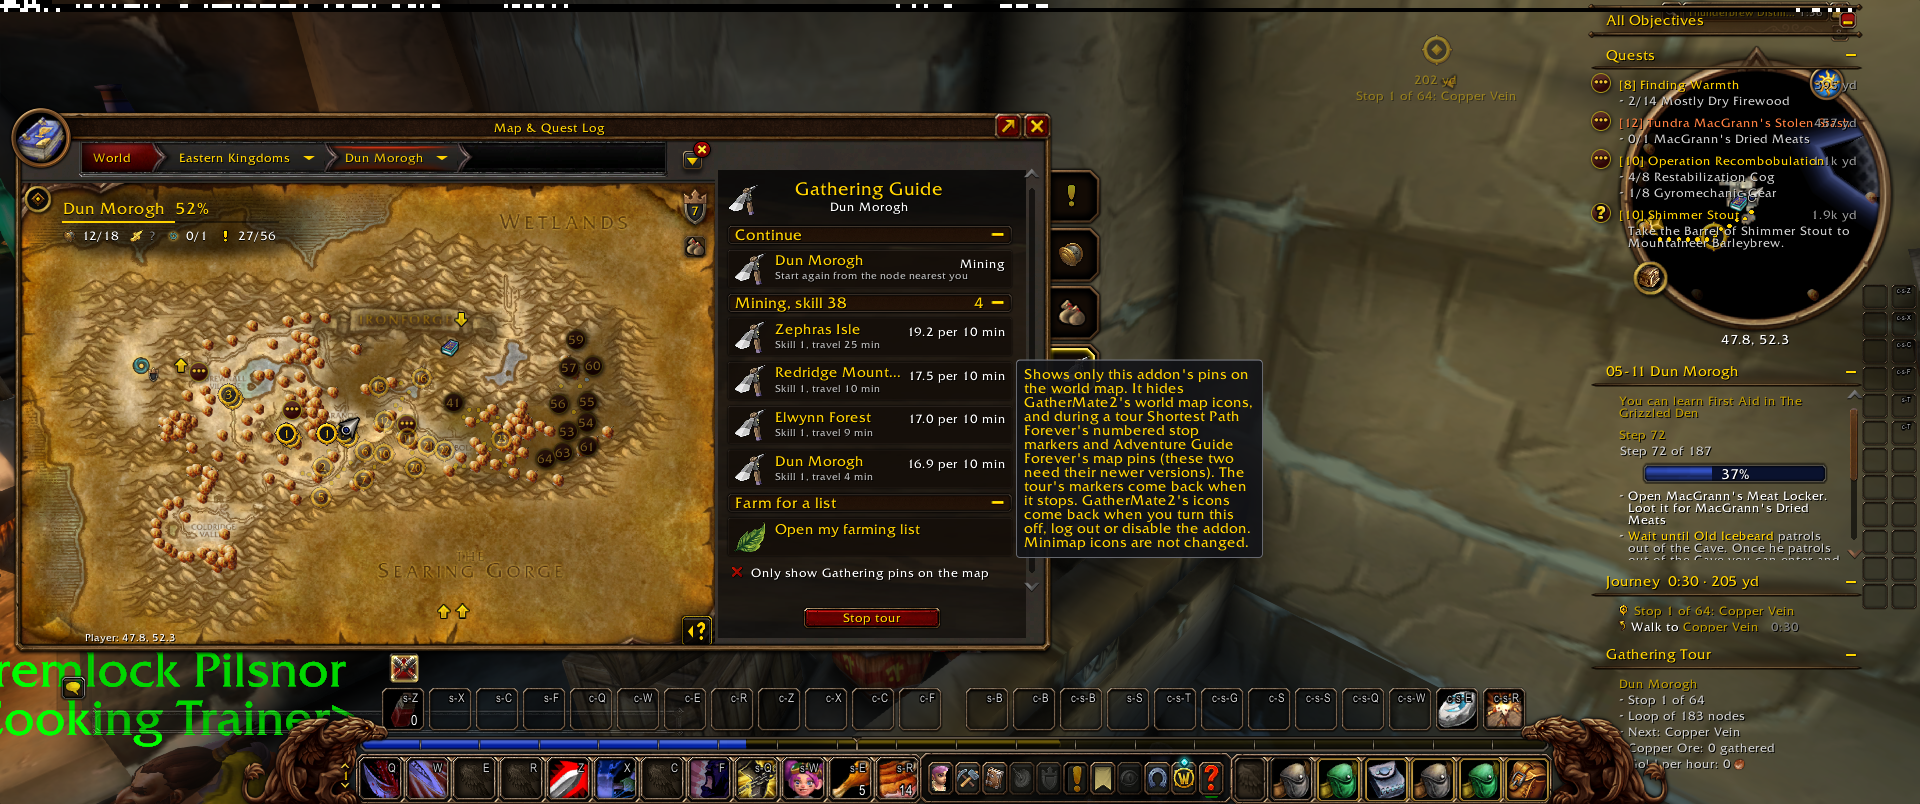 All Objectives
Quests
[8] Finding Warmth
- 2/14 Mostly Dry Firewood
[12] Tundra MacGrann's Stolen
- 0/1 MacGrann's Dried Meats
[10] Operation Recombobulation 1k yd
- 4/8 Restabilization Cog
- 1/8 Gyromechanic Gear
[10] Shimmer Stout 1.9k yd
Take the Barrel of Shimmer Stout to
Mountaineer Barleybrew.
202 yd
Stop 1 of 64: Copper Vein
Map & Quest Log
World
Eastern Kingdoms
Dun Morogh
Dun Morogh 52%
12/18 ? 0/1 27/56
7
WETLANDS
IRONFORGE
COLDRIDGE
THE
SEARING GORGE
Player: 47.8, 52.3
Gathering Guide
Dun Morogh
Continue
Dun Morogh Mining
Start again from the node nearest you
Mining, skill 38 4
Zephras Isle 19.2 per 10 min
Skill 1, travel 25 min
Redridge Mount... 17.5 per 10 min
Skill 1, travel 10 min
Elwynn Forest 17.0 per 10 min
Skill 1, travel 9 min
Dun Morogh 16.9 per 10 min
Skill 1, travel 4 min
Farm for a list
Open my farming list
Only show Gathering pins on the map
Stop tour
Shows only this addon's pins on
the world map. It hides
GatherMate2's world map icons,
and during a tour Shortest Path
Forever's numbered stop
markers and Adventure Guide
Forever's map pins (these two
need their newer versions). The
tour's markers come back when
it stops. GatherMate2's icons
come back when you turn this
off, log out or disable the addon.
Minimap icons are not changed.
47.8, 52.3
05-11 Dun Morogh
You can learn First Aid in The
Grizzled Den
Step 72
Step 72 of 187
37%
- Open MacGrann's Meat Locker.
Loot it for MacGrann's Dried
Meats
- Wait until Old Icebeard patrols
out of the Cave. Once he patrols
Journey 0:30 · 205 yd
Stop 1 of 64: Copper Vein
Walk to Copper Vein 0:30
Gathering Tour
Dun Morogh
- Stop 1 of 64
- Loop of 183 nodes
- Next: Copper Vein
Copper Ore: 0 gathered
per hour: 0
remlock Pilsnor
Cooking Trainer>
s-Z s-X s-C s-F c-Q c-W c-E c-R c-Z c-X c-C c-F s-B c-B c-s-B s-S c-s-T c-s-G c-S c-s-S c-s-Q c-s-W c-s-E c-s-R
0
Q W E R Z X C F s-Q s-W s-E s-R
5 14